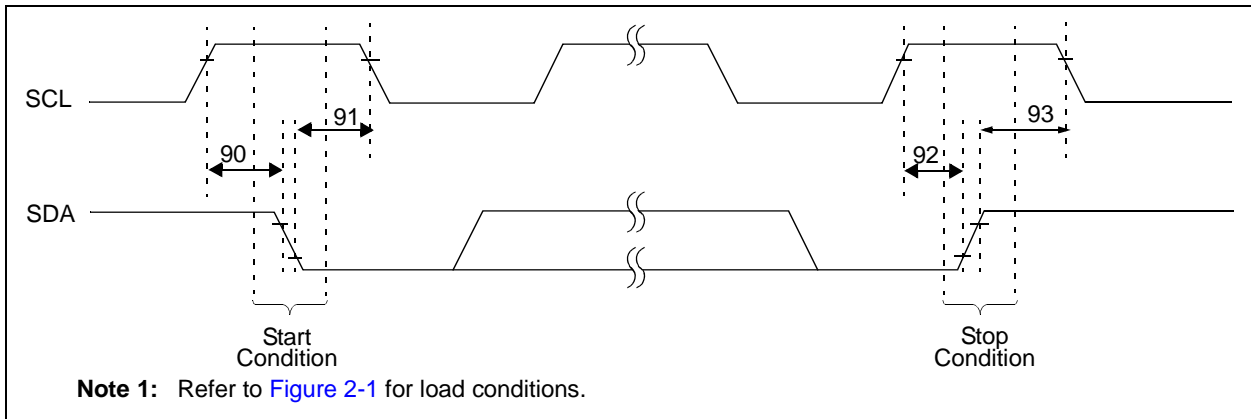 SCL
91
93
90
92
SDA
Start
Condition
Stop
Condition
Note 1: Refer to Figure 2-1 for load conditions.